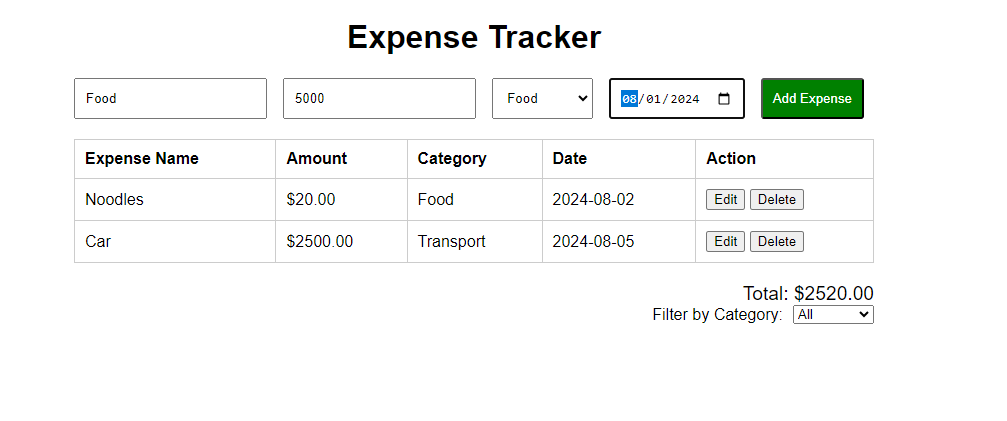 Expense Tracker
Food 5000 Food 08/01/2024 Add Expense
Expense Name Amount Category Date Action
Noodles $20.00 Food 2024-08-02 Edit Delete
Car $2500.00 Transport 2024-08-05 Edit Delete
Total: $2520.00
Filter by Category: All